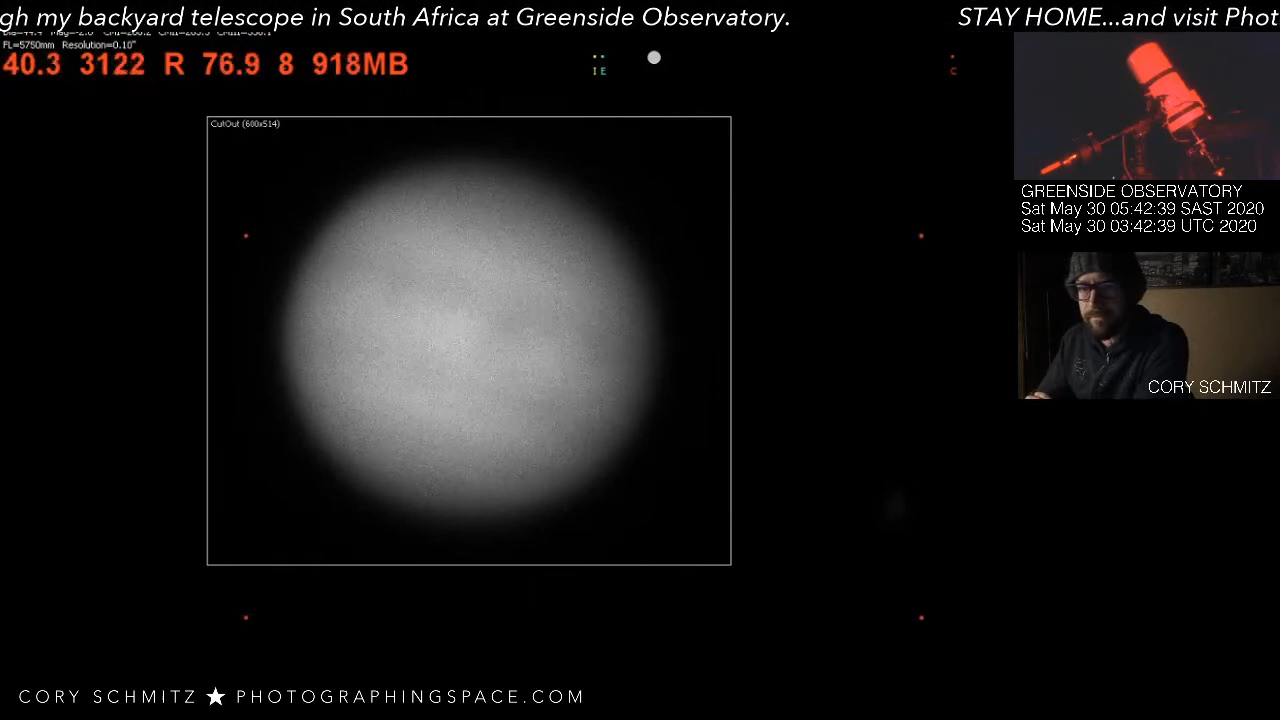 gh my backyard telescope in South Africa at Greenside Observatory. STAY HOME...and visit Phot
FL=5750mm Resolution=0.10"
40.3 3122 R 76.9 8 918MB
I E
C
CutOut (600x514)
GREENSIDE OBSERVATORY
Sat May 30 05:42:39 SAST 2020
Sat May 30 03:42:39 UTC 2020
CORY SCHMITZ
CORY SCHMITZ ★ PHOTOGRAPHINGSPACE.COM